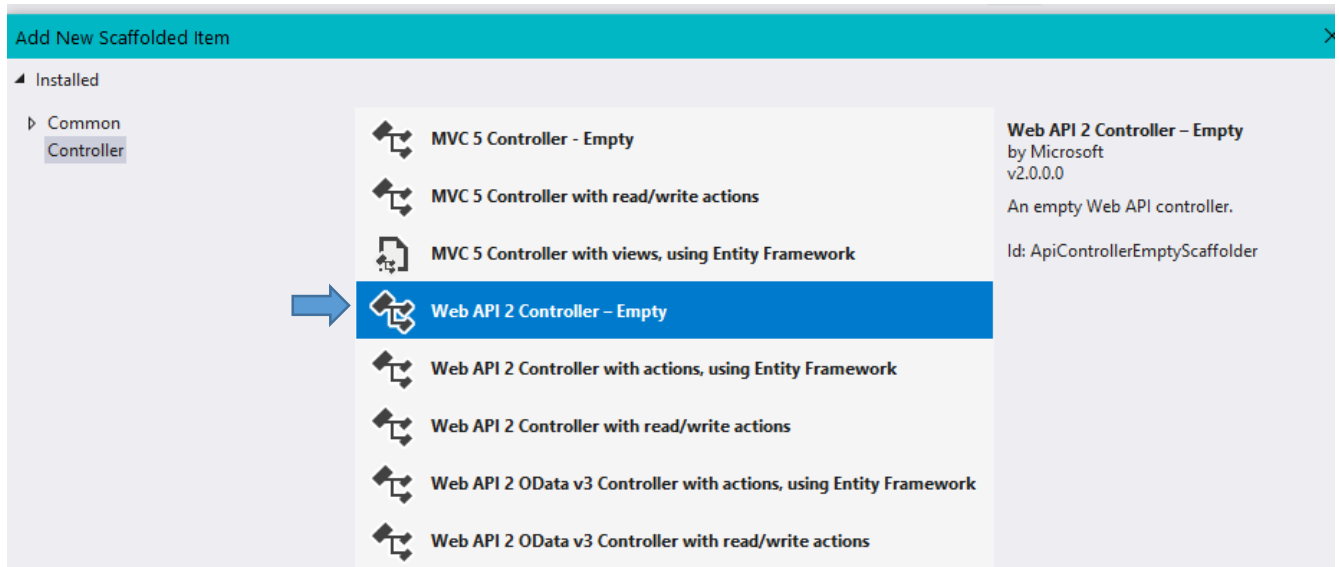 Add New Scaffolded Item
Installed
Common
Controller
MVC 5 Controller - Empty
MVC 5 Controller with read/write actions
MVC 5 Controller with views, using Entity Framework
Web API 2 Controller – Empty
Web API 2 Controller with actions, using Entity Framework
Web API 2 Controller with read/write actions
Web API 2 OData v3 Controller with actions, using Entity Framework
Web API 2 OData v3 Controller with read/write actions
Web API 2 Controller – Empty
by Microsoft
v2.0.0.0
An empty Web API controller.
Id: ApiControllerEmptyScaffolder